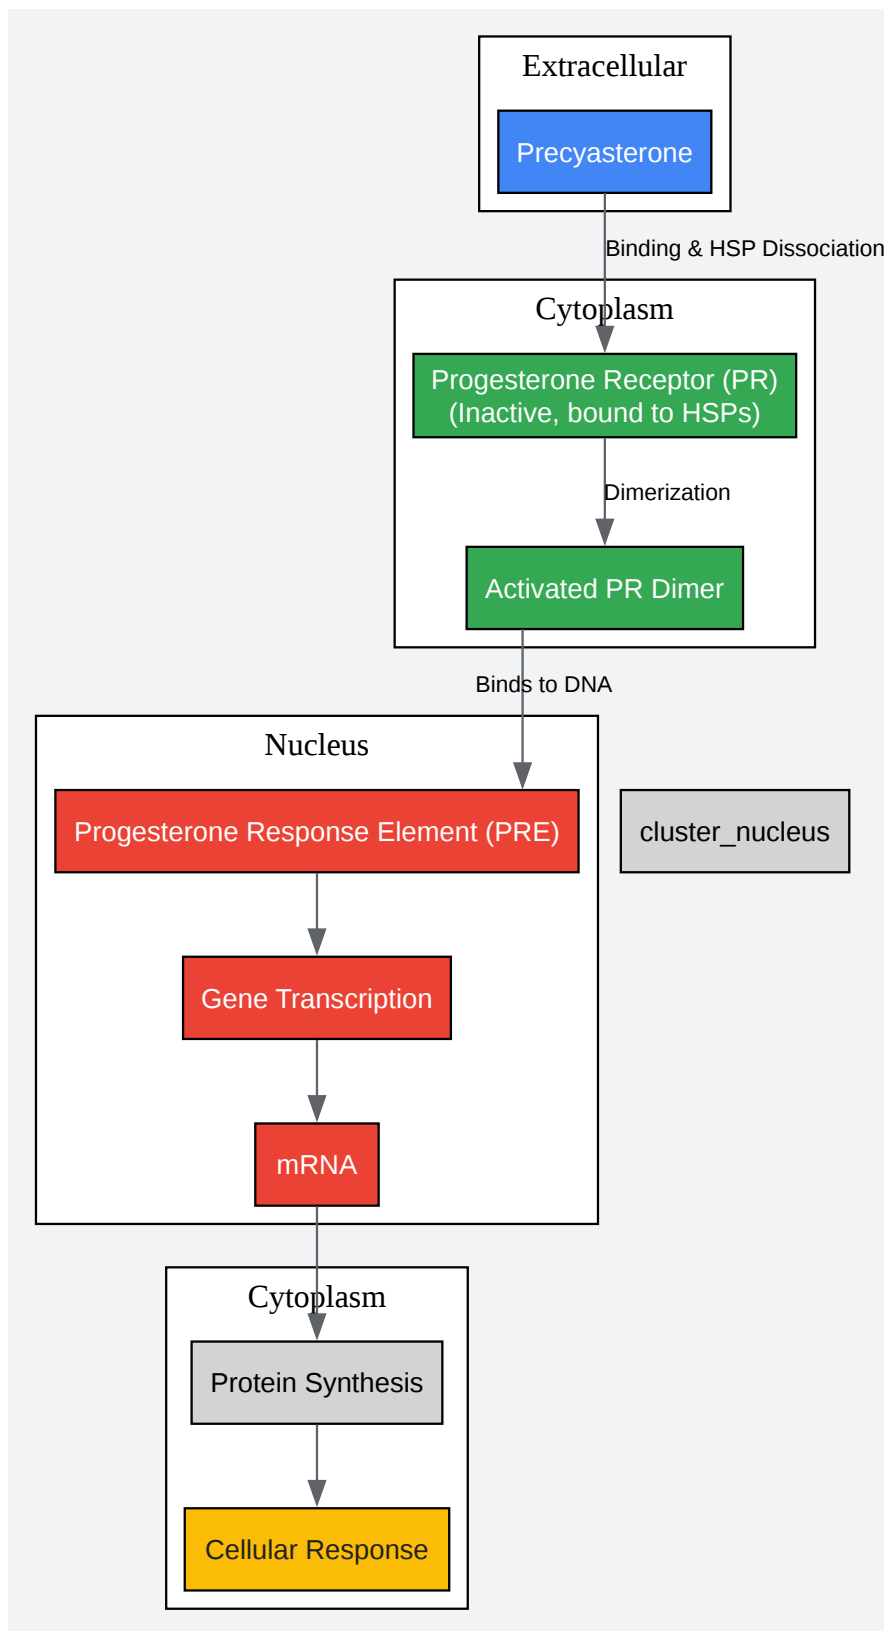 Extracellular
Precyasterone
Binding & HSP Dissociation
Cytoplasm
Progesterone Receptor (PR)
(Inactive, bound to HSPs)
Dimerization
Activated PR Dimer
Binds to DNA
Nucleus
Progesterone Response Element (PRE)
cluster_nucleus
Gene Transcription
mRNA
Cytoplasm
Protein Synthesis
Cellular Response